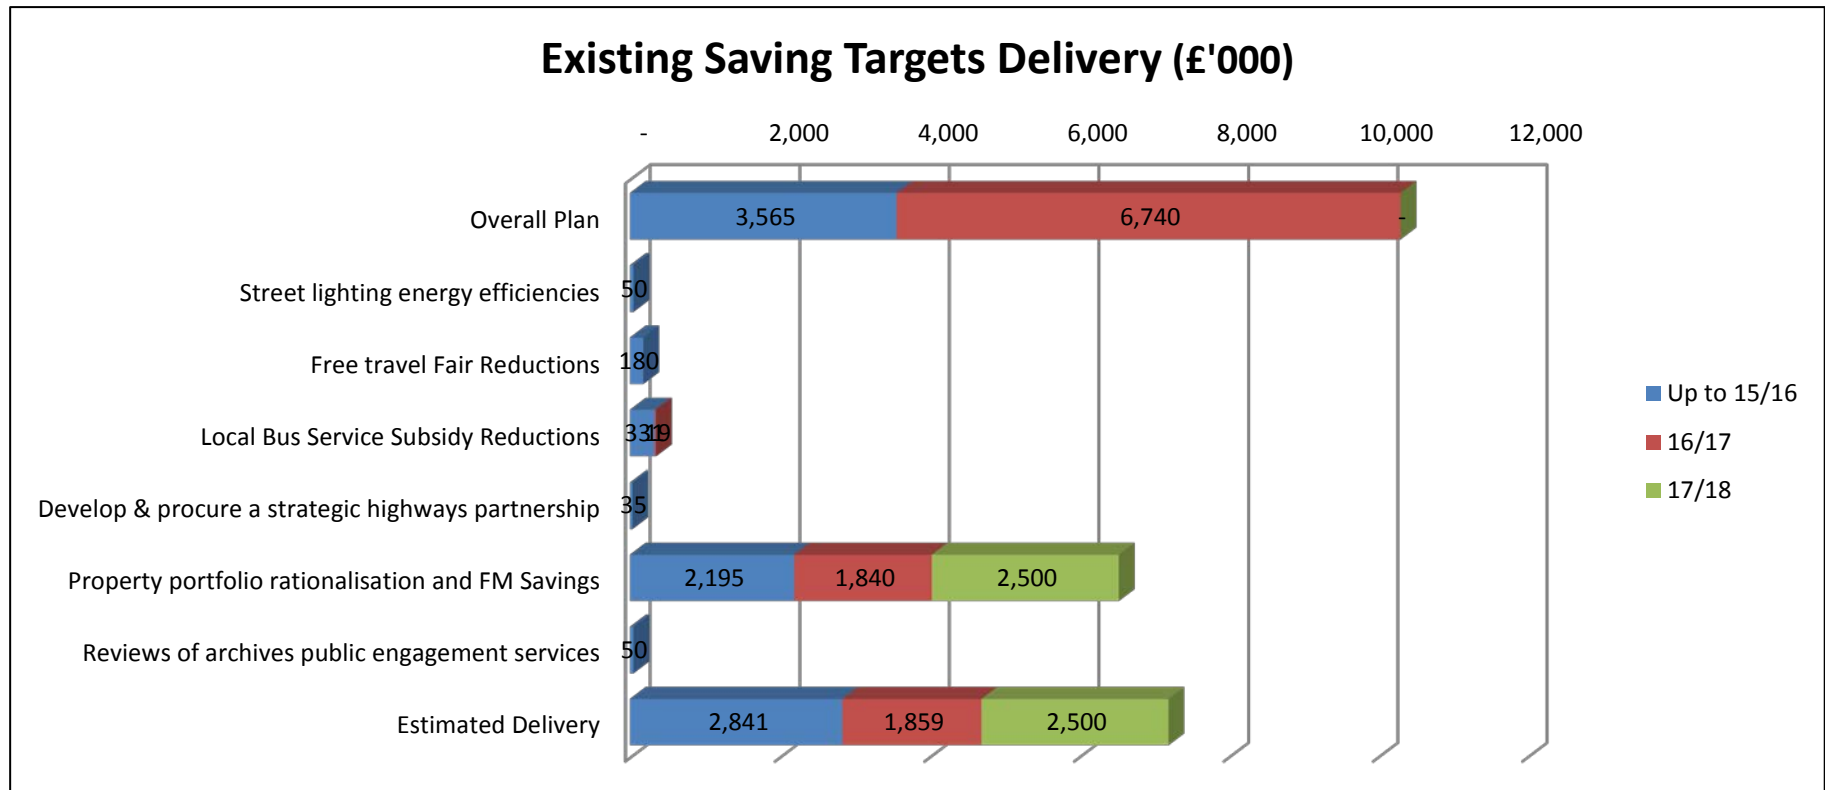 Existing Saving Targets Delivery (£'000)
- 2,000 4,000 6,000 8,000 10,000 12,000
Overall Plan 3,565 6,740 -
Street lighting energy efficiencies 50
Free travel Fair Reductions 180
Local Bus Service Subsidy Reductions 331 19
Develop & procure a strategic highways partnership 35
Property portfolio rationalisation and FM Savings 2,195 1,840 2,500
Reviews of archives public engagement services 50
Estimated Delivery 2,841 1,859 2,500
Up to 15/16
16/17
17/18